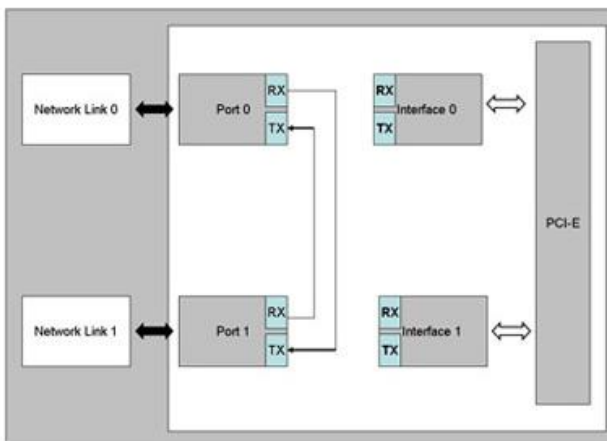 Network Link 0
Port 0
RX
TX
RX
TX
Interface 0
PCI-E
Network Link 1
Port 1
RX
TX
RX
TX
Interface 1